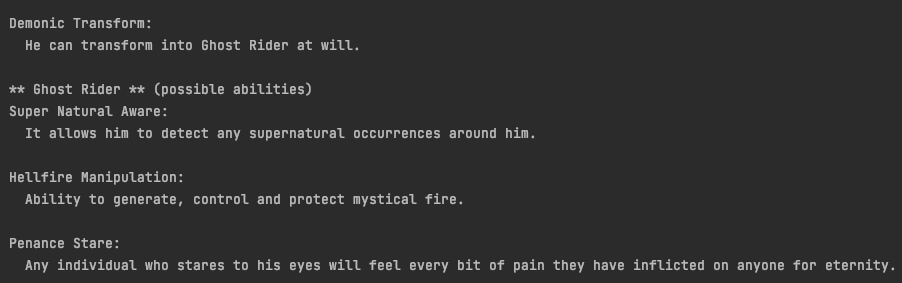 Demonic Transform:
He can transform into Ghost Rider at will.
** Ghost Rider ** (possible abilities)
Super Natural Aware:
It allows him to detect any supernatural occurrences around him.
Hellfire Manipulation:
Ability to generate, control and protect mystical fire.
Penance Stare:
Any individual who stares to his eyes will feel every bit of pain they have inflicted on anyone for eternity.